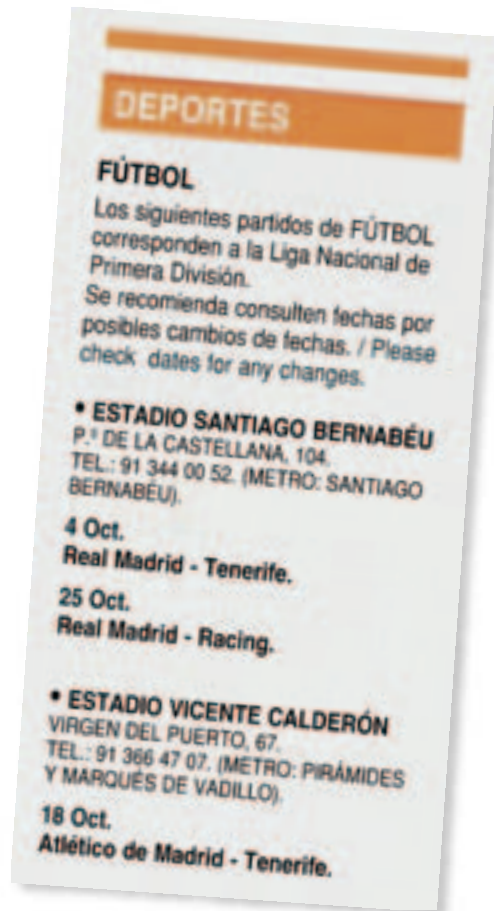 DEPORTES
FÚTBOL
Los siguientes partidos de FÚTBOL
corresponden a la Liga Nacional de
Primera División.
Se recomienda consulten fechas por
posibles cambios de fechas. / Please
check dates for any changes.
• ESTADIO SANTIAGO BERNABÉU
P.º DE LA CASTELLANA, 104.
TEL.: 91 344 00 52. (METRO: SANTIAGO
BERNABÉU).
4 Oct.
Real Madrid - Tenerife.
25 Oct.
Real Madrid - Racing.
• ESTADIO VICENTE CALDERÓN
VIRGEN DEL PUERTO, 67.
TEL.: 91 366 47 07. (METRO: PIRÁMIDES
Y MARQUÉS DE VADILLO).
18 Oct.
Atlético de Madrid - Tenerife.